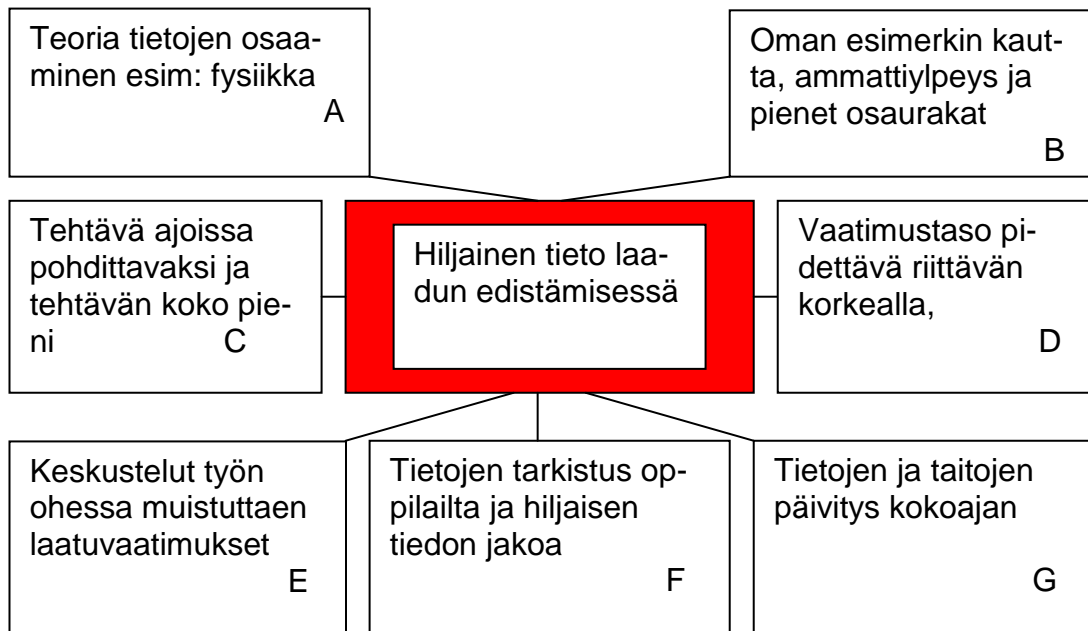 Teoria tietojen osaa-
minen esim: fysiikka
A
Oman esimerkin kaut-
ta, ammattiylpeys ja
pienet osaurakat
B
Tehtävä ajoissa
pohdittavaksi ja
tehtävän koko pie-
ni C
Hiljainen tieto laa-
dun edistämisessä
Vaatimustaso pi-
dettävä riittävän
korkealla,
D
Keskustelut työn
ohessa muistuttaen
laatuvaatimukset
E
Tietojen tarkistus op-
pilailta ja hiljaisen
tiedon jakoa
F
Tietojen ja taitojen
päivitys kokoajan
G